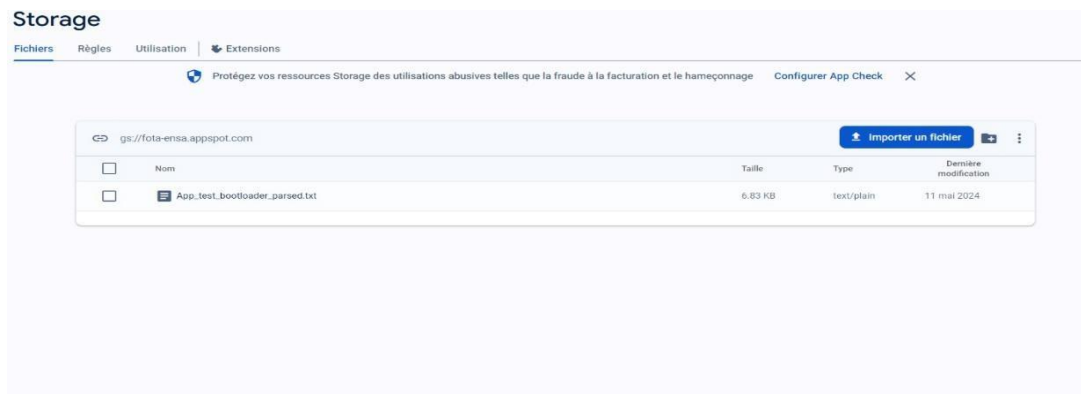 Storage
Fichiers Règles Utilisation Extensions
Protégez vos ressources Storage des utilisations abusives telles que la fraude à la facturation et le hameçonnage Configurer App Check
gs://fota-ensa.appspot.com Importer un fichier
Nom Taille Type Dernière modification
App_test_bootloader_parsed.txt 6.83 KB text/plain 11 mai 2024